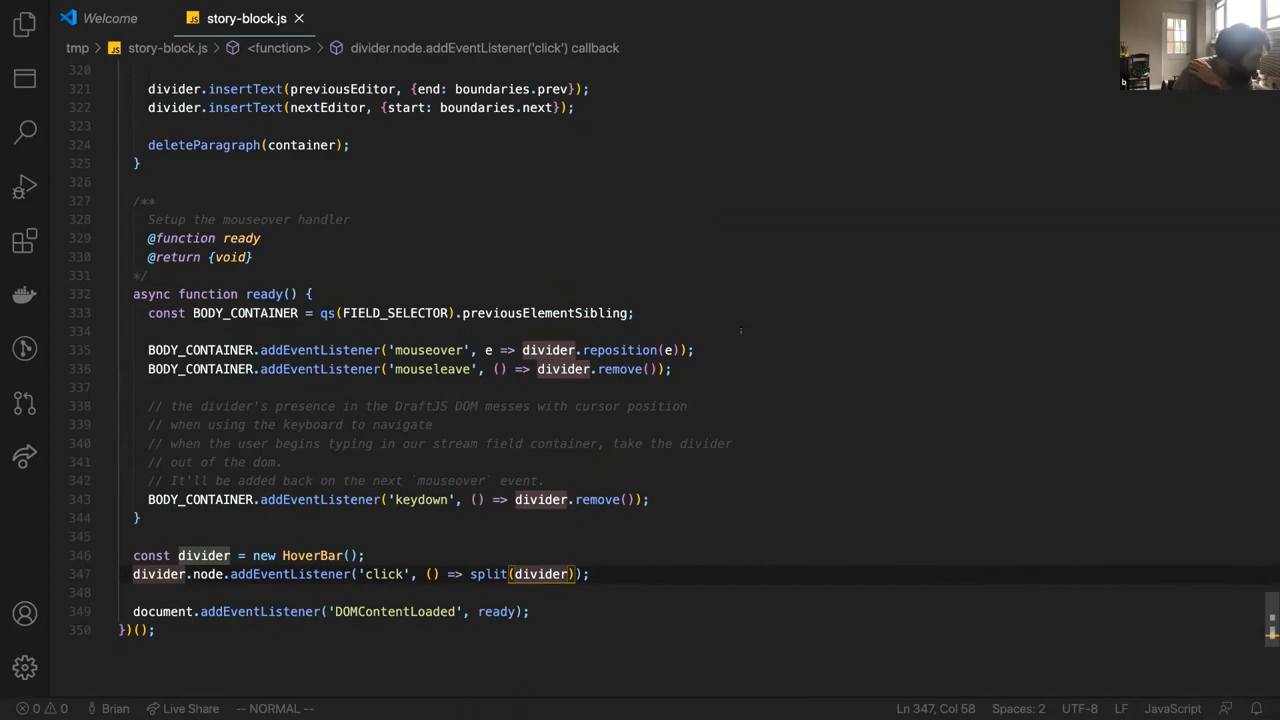 Welcome
JS story-block.js ×
tmp > JS story-block.js > <function> > divider.node.addEventListener('click') callback
320
321 divider.insertText(previousEditor, {end: boundaries.prev});
322 divider.insertText(nextEditor, {start: boundaries.next});
323
324 deleteParagraph(container);
325 }
326
327 /**
328 Setup the mouseover handler
329 @function ready
330 @return {void}
331 */
332 async function ready() {
333 const BODY_CONTAINER = qs(FIELD_SELECTOR).previousElementSibling;
334
335 BODY_CONTAINER.addEventListener('mouseover', e => divider.reposition(e));
336 BODY_CONTAINER.addEventListener('mouseleave', () => divider.remove());
337
338 // the divider's presence in the DraftJS DOM messes with cursor position
339 // when using the keyboard to navigate
340 // when the user begins typing in our stream field container, take the divider
341 // out of the dom.
342 // It'll be added back on the next `mouseover` event.
343 BODY_CONTAINER.addEventListener('keydown', () => divider.remove());
344 }
345
346 const divider = new HoverBar();
347 divider.node.addEventListener('click', () => split(divider));
348
349 document.addEventListener('DOMContentLoaded', ready);
350 })();
0 0 Brian Live Share -- NORMAL -- Ln 347, Col 58 Spaces: 2 UTF-8 LF JavaScript